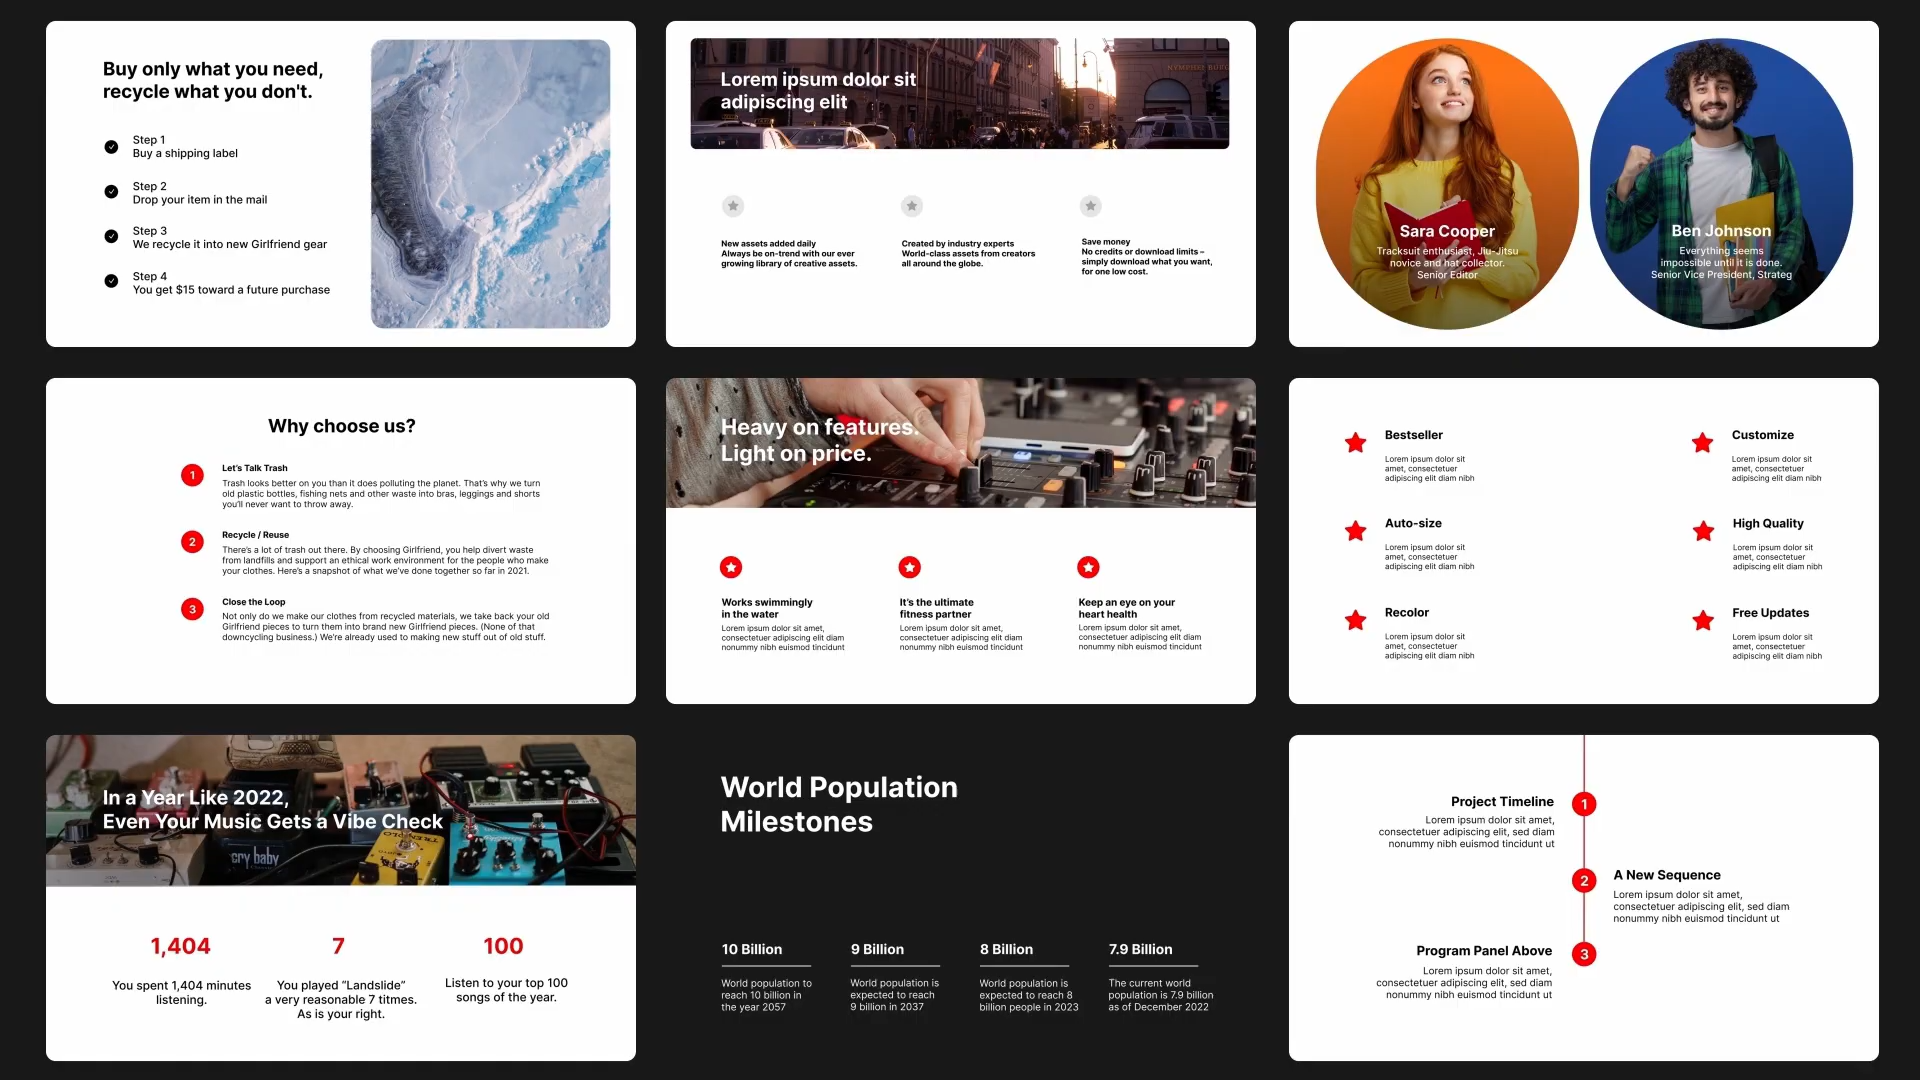 Buy only what you need,
recycle what you don't.
Step 1
Buy a shipping label
Step 2
Drop your item in the mail
Step 3
We recycle it into new Girlfriend gear
Step 4
You get $15 toward a future purchase
Lorem ipsum dolor sit
adipiscing elit
New assets added daily
Always be on-trend with our ever
growing library of creative assets.
Created by industry experts
World-class assets from creators
all around the globe.
Save money
No credits or download limits –
simply download what you want,
for one low cost.
Sara Cooper
Tracksuit enthusiast, Jiu-Jitsu
novice and hat collector.
Senior Editor
Ben Johnson
Everything seems
impossible until it is done.
Senior Vice President, Strateg
Why choose us?
1
Let's Talk Trash
Trash looks better on you than it does polluting the planet. That's why we turn
old plastic bottles, fishing nets and other waste into bras, leggings and shorts
you'll never want to throw away.
2
Recycle / Reuse
There's a lot of trash out there. By choosing Girlfriend, you help divert waste
from landfills and support an ethical work environment for the people who make
your clothes. Here's a snapshot of what we've done together so far in 2021.
3
Close the Loop
Not only do we make our clothes from recycled materials, we take back your old
Girlfriend pieces to turn them into brand new Girlfriend pieces. (None of that
downcycling business.) We're already used to making new stuff out of old stuff.
Heavy on features.
Light on price.
Works swimmingly
in the water
Lorem ipsum dolor sit amet,
consectetuer adipiscing elit diam
nonummy nibh euismod tincidunt
It's the ultimate
fitness partner
Lorem ipsum dolor sit amet,
consectetuer adipiscing elit diam
nonummy nibh euismod tincidunt
Keep an eye on your
heart health
Lorem ipsum dolor sit amet,
consectetuer adipiscing elit diam
nonummy nibh euismod tincidunt
Bestseller
Lorem ipsum dolor sit
amet, consectetuer
adipiscing elit diam nibh
Customize
Lorem ipsum dolor sit
amet, consectetuer
adipiscing elit diam nibh
Auto-size
Lorem ipsum dolor sit
amet, consectetuer
adipiscing elit diam nibh
High Quality
Lorem ipsum dolor sit
amet, consectetuer
adipiscing elit diam nibh
Recolor
Lorem ipsum dolor sit
amet, consectetuer
adipiscing elit diam nibh
Free Updates
Lorem ipsum dolor sit
amet, consectetuer
adipiscing elit diam nibh
In a Year Like 2022,
Even Your Music Gets a Vibe Check
cry baby
1,404
You spent 1,404 minutes
listening.
7
You played “Landslide”
a very reasonable 7 titmes.
As is your right.
100
Listen to your top 100
songs of the year.
World Population
Milestones
10 Billion
World population to
reach 10 billion in
the year 2057
9 Billion
World population is
expected to reach
9 billion in 2037
8 Billion
World population is
expected to reach 8
billion people in 2023
7.9 Billion
The current world
population is 7.9 billion
as of December 2022
Project Timeline
Lorem ipsum dolor sit amet,
consectetuer adipiscing elit, sed diam
nonummy nibh euismod tincidunt ut
1
2
A New Sequence
Lorem ipsum dolor sit amet,
consectetuer adipiscing elit, sed diam
nonummy nibh euismod tincidunt ut
Program Panel Above
Lorem ipsum dolor sit amet,
consectetuer adipiscing elit, sed diam
nonummy nibh euismod tincidunt ut
3